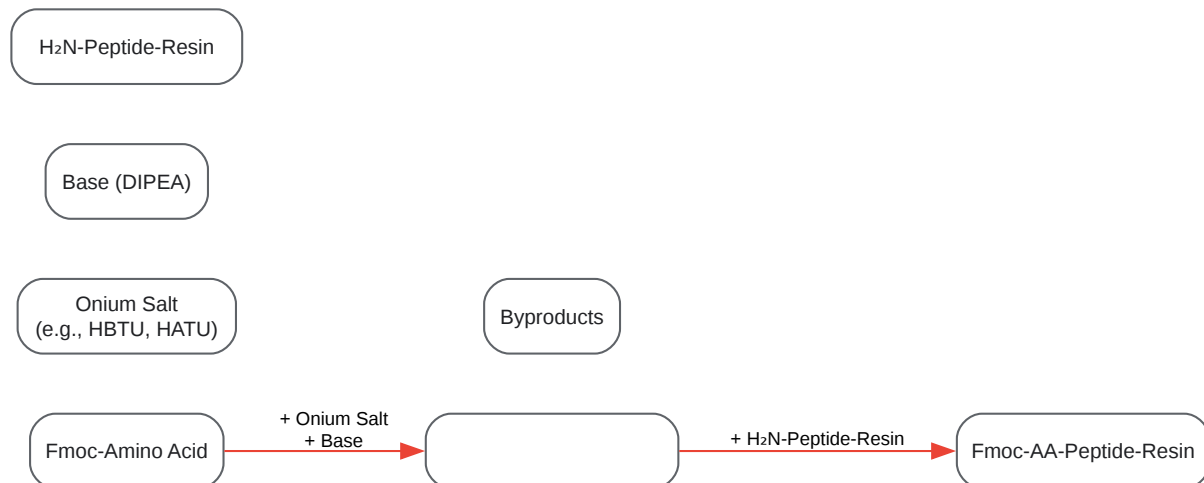 H₂N-Peptide-Resin
Base (DIPEA)
Onium Salt
(e.g., HBTU, HATU)
Byproducts
Fmoc-Amino Acid
+ Onium Salt
+ Base
+ H₂N-Peptide-Resin
Fmoc-AA-Peptide-Resin